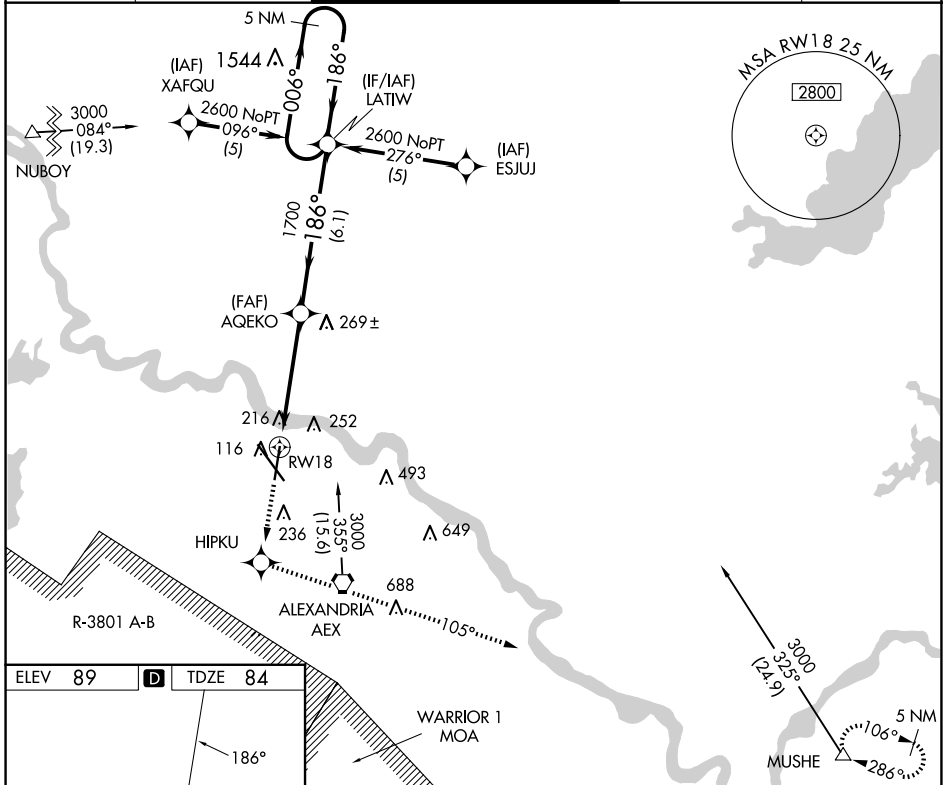 5 NM
1544
006°
186°
(IAF)
XAFQU
(IF/IAF)
LATIW
MSA RW18 25 NM
2800
3000
084°
(19.3)
NUBOY
2600 NoPT
096°
(5)
2600 NoPT
276°
(5)
(IAF)
ESJUJ
1700
186°
(6.1)
(FAF)
AQEKO
269±
216
252
116
RW18
493
236
649
3000
355°
(15.6)
HIPKU
688
ALEXANDRIA
AEX
105°
R-3801 A-B
3000
325°
(24.9)
ELEV 89
D
TDZE 84
186°
WARRIOR 1
MOA
5 NM
106°
286°
MUSHE